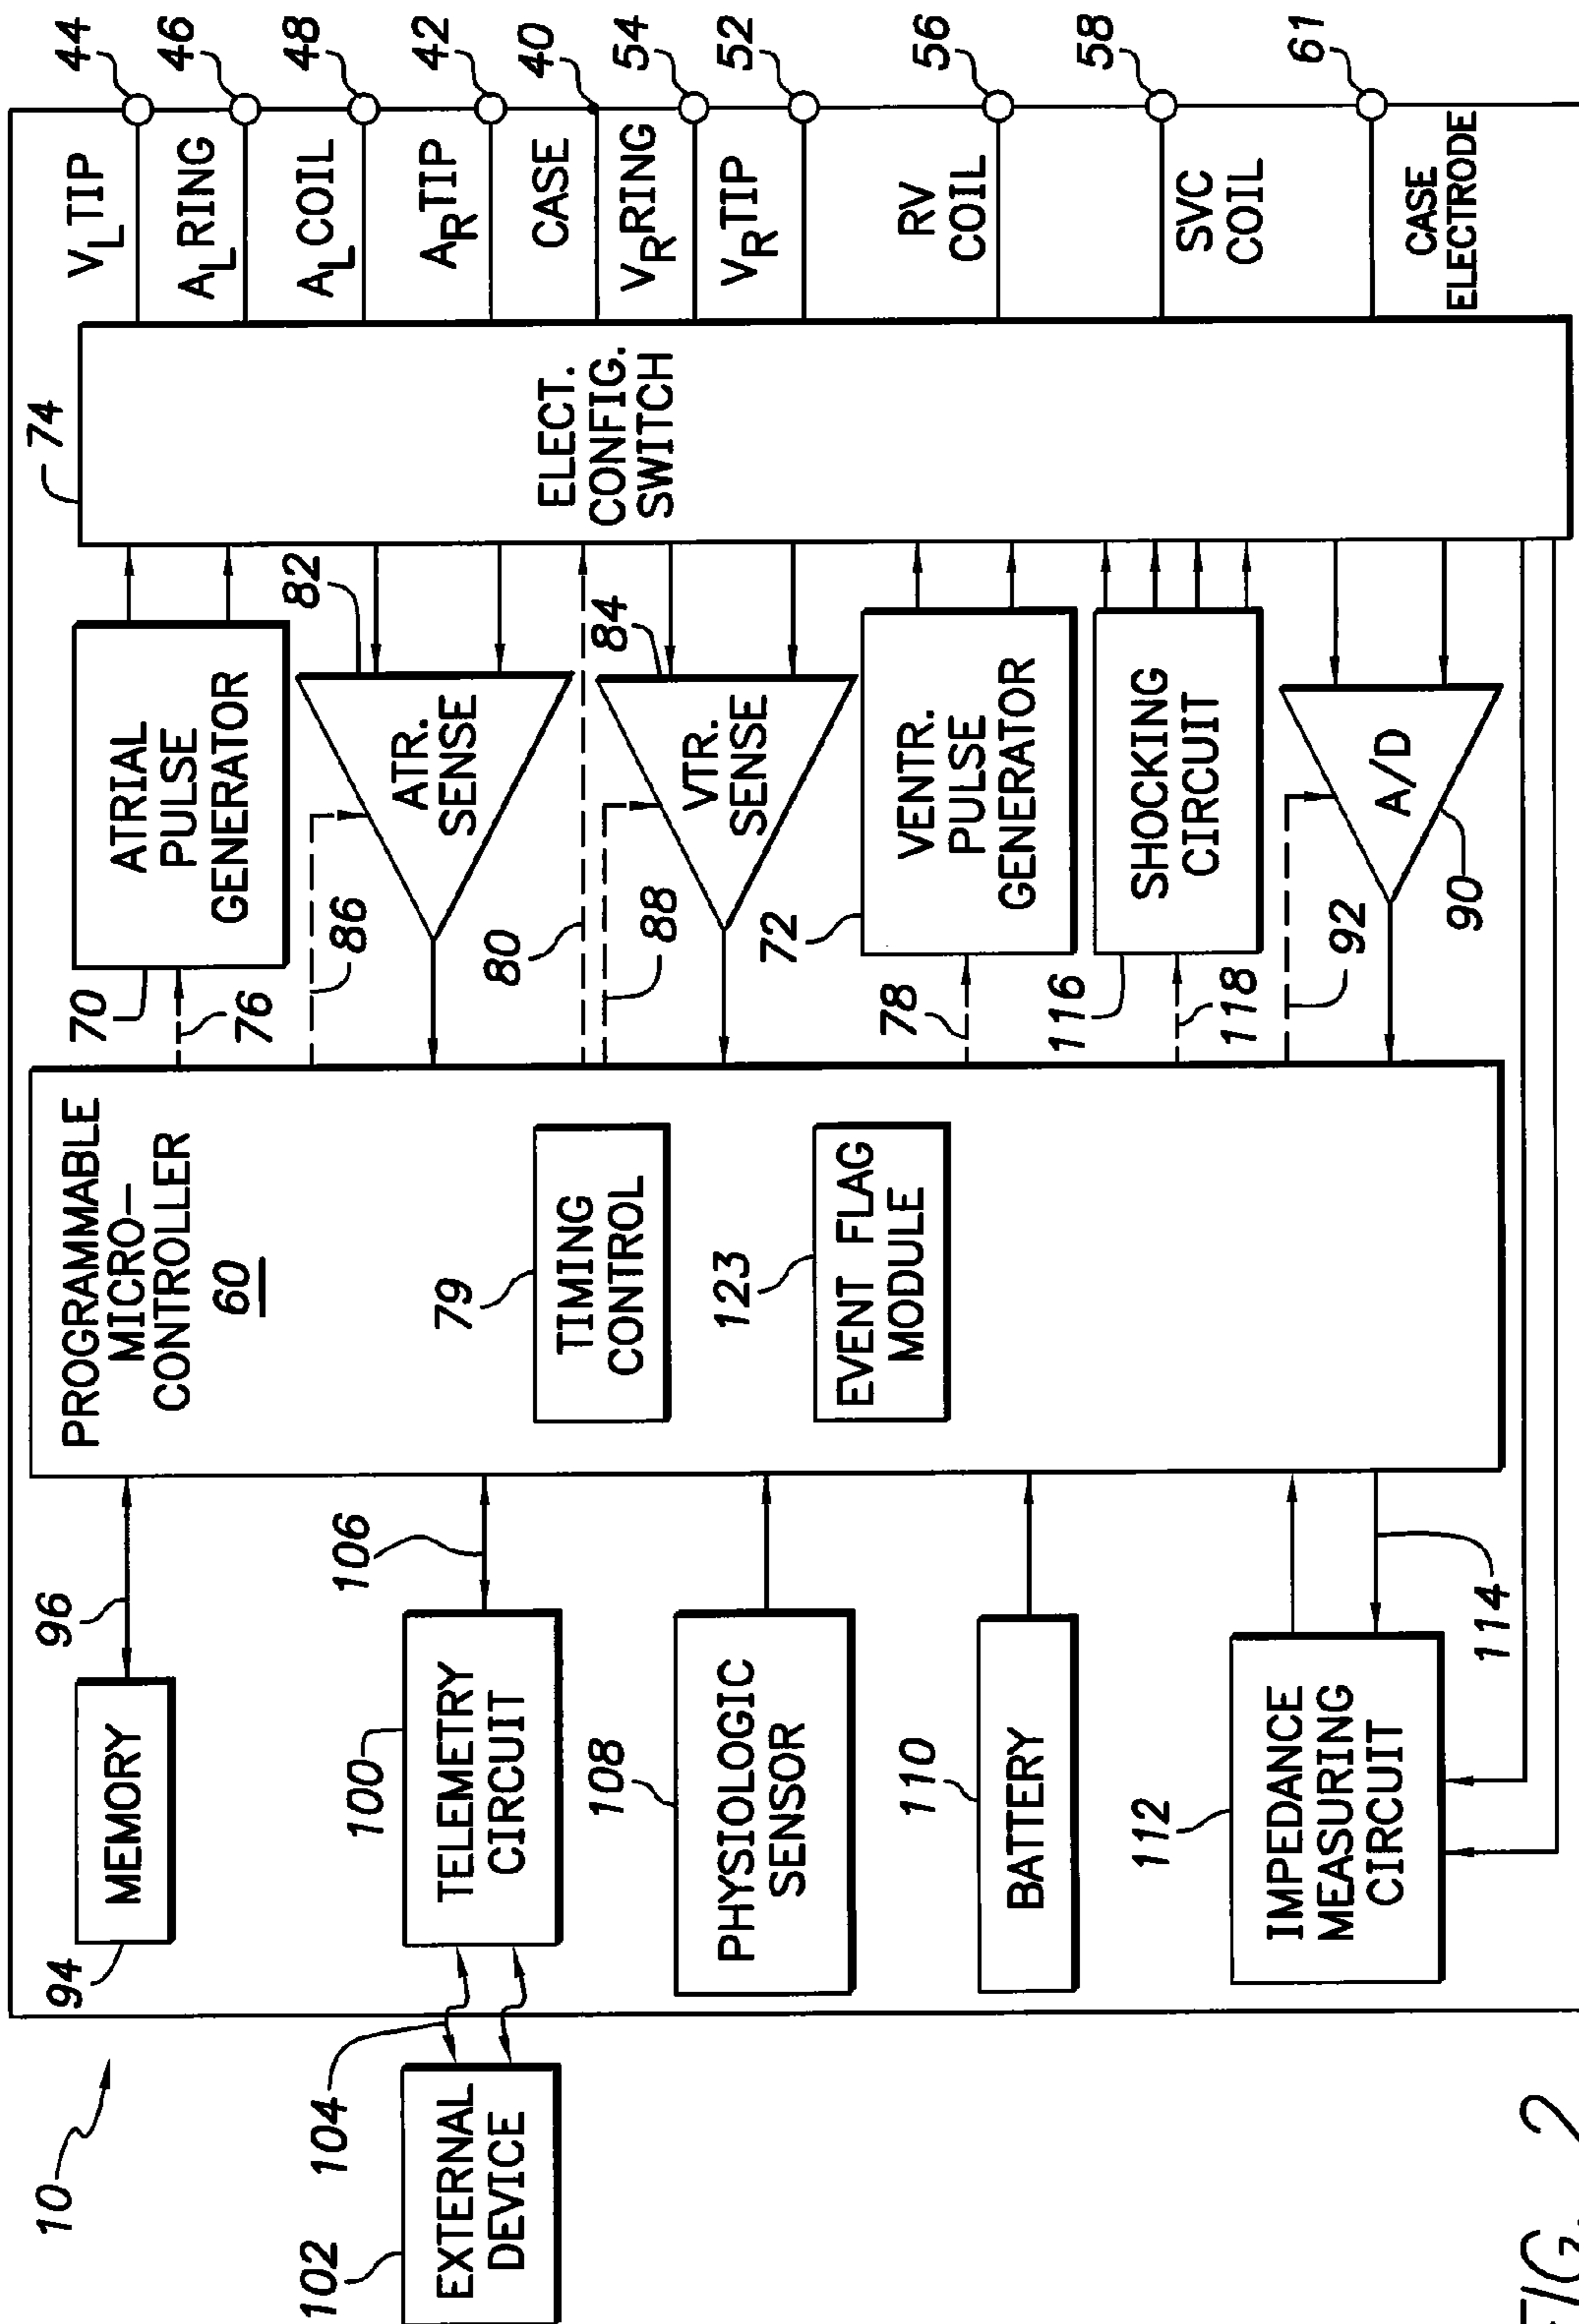 10
102
EXTERNAL
DEVICE
104
94
MEMORY
96
100
TELEMETRY
CIRCUIT
106
108
PHYSIOLOGIC
SENSOR
110
BATTERY
112
IMPEDANCE
MEASURING
CIRCUIT
114
PROGRAMMABLE
MICRO—
CONTROLLER
60
79
TIMING
CONTROL
123
EVENT FLAG
MODULE
70
ATRIAL
PULSE
GENERATOR
76
86
ATR.
SENSE
82
80
88
VTR.
SENSE
84
72
VENTR.
PULSE
GENERATOR
78
116
SHOCKING
CIRCUIT
118
92
A/D
90
74
ELECT.
CONFIG.
SWITCH
VLTIP
44
ALRING
46
ALCOIL
48
ARTIP
42
CASE
40
VRRING
54
VRTIP
52
RV
COIL
56
SVC
COIL
58
CASE
ELECTRODE
61
FIG. 2